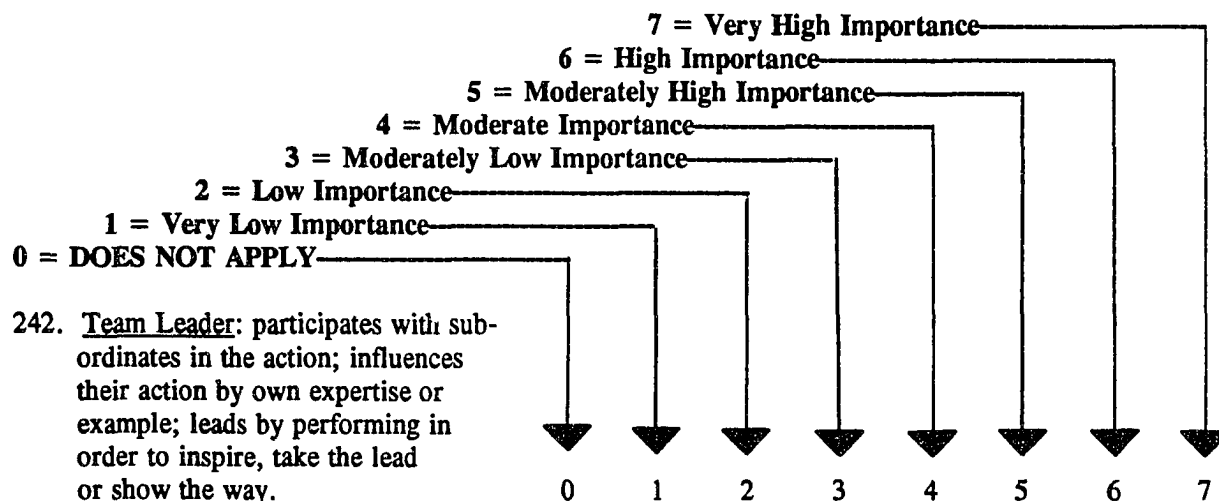 7 = Very High Importance
6 = High Importance
5 = Moderately High Importance
4 = Moderate Importance
3 = Moderately Low Importance
2 = Low Importance
1 = Very Low Importance
0 = DOES NOT APPLY
242. Team Leader: participates with sub-
ordinates in the action; influences
their action by own expertise or
example; leads by performing in
order to inspire, take the lead
or show the way.
0 1 2 3 4 5 6 7